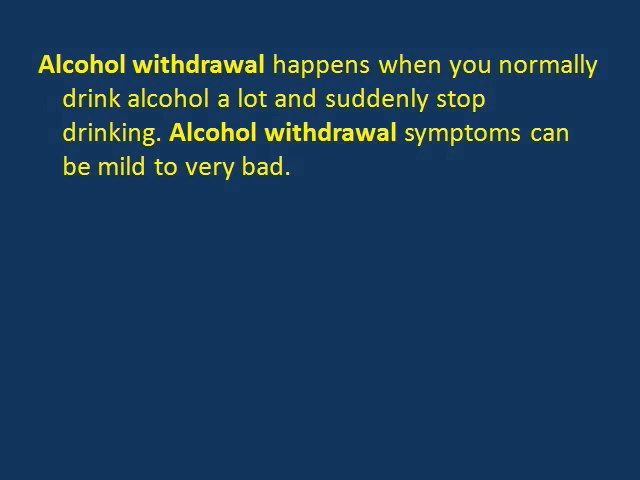 Alcohol withdrawal happens when you normally
drink alcohol a lot and suddenly stop
drinking. Alcohol withdrawal symptoms can
be mild to very bad.